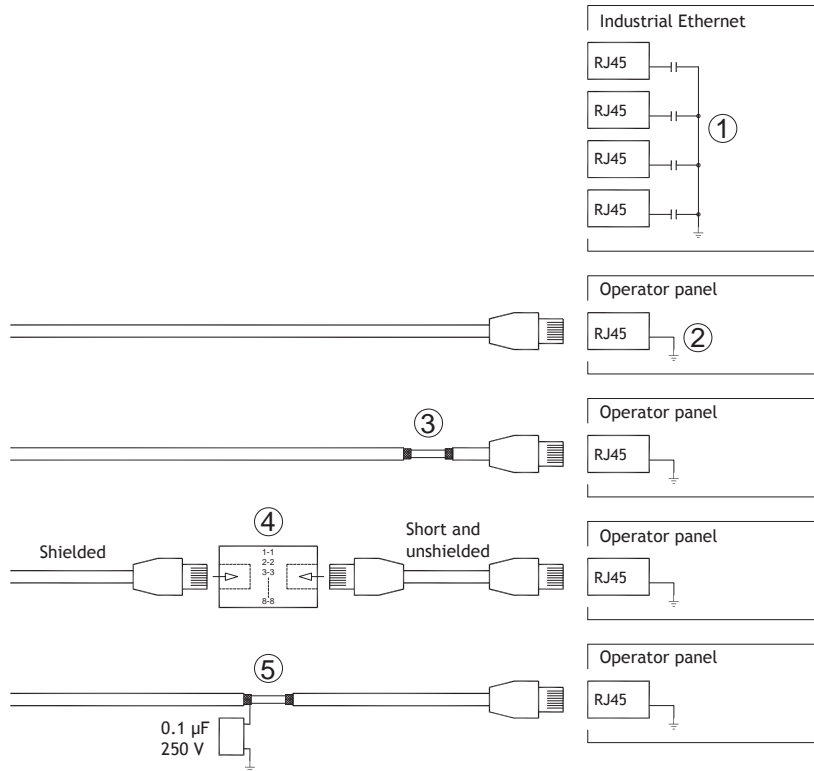 Industrial Ethernet
RJ45
RJ45
①
RJ45
RJ45
Operator panel
RJ45
②
Operator panel
③
RJ45
Operator panel
④
Shielded
1-1
2-2
3-3
8-8
Short and
unshielded
RJ45
Operator panel
⑤
RJ45
0.1 µF
250 V